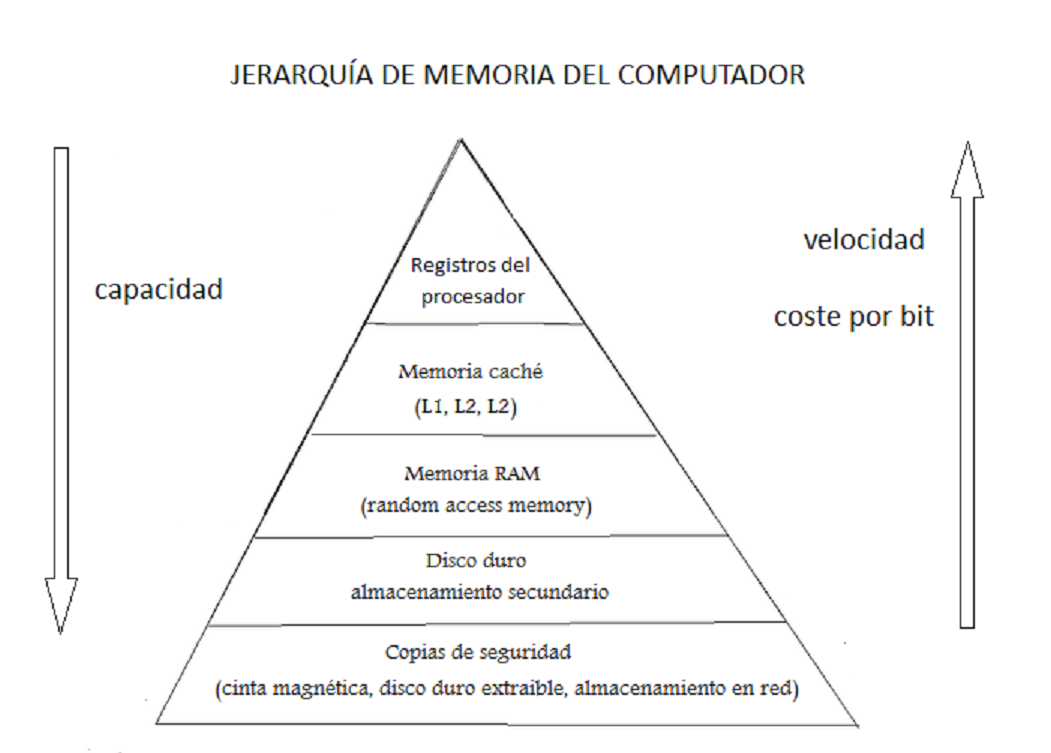 JERARQUÍA DE MEMORIA DEL COMPUTADOR
capacidad
velocidad
coste por bit
Registros del
procesador
Memoria caché
(L1, L2, L2)
Memoria RAM
(random access memory)
Disco duro
almacenamiento secundario
Copias de seguridad
(cinta magnética, disco duro extraible, almacenamiento en red)